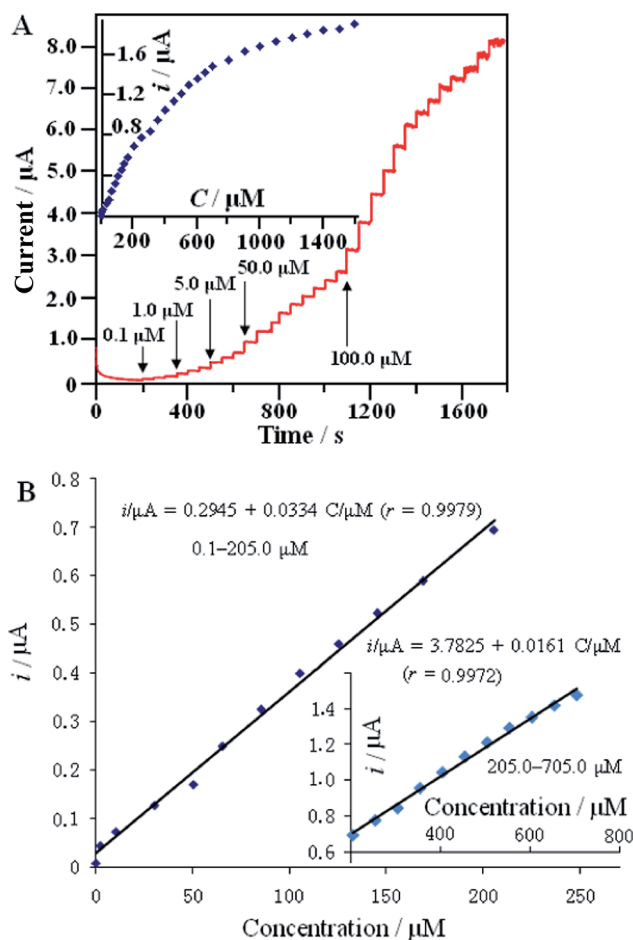 A
8.0
7.0
6.0
5.0
4.0
3.0
2.0
1.0
0
Current / µA
1.6
1.2
0.8
i / µA
C / µM
200 600 1000 1400
0.1 µM
1.0 µM
5.0 µM
50.0 µM
100.0 µM
0 400 800 1200 1600
Time / s
B
0.8
0.7
0.6
0.5
0.4
0.3
0.2
0.1
0
i / µA
i/µA = 0.2945 + 0.0334 C/µM (r = 0.9979)
0.1–205.0 µM
i/µA = 3.7825 + 0.0161 C/µM
(r = 0.9972)
1.4
1.2
1.0
0.8
0.6
i / µA
205.0–705.0 µM
Concentration / µM
400 600 800
0 50 100 150 200 250
Concentration / µM